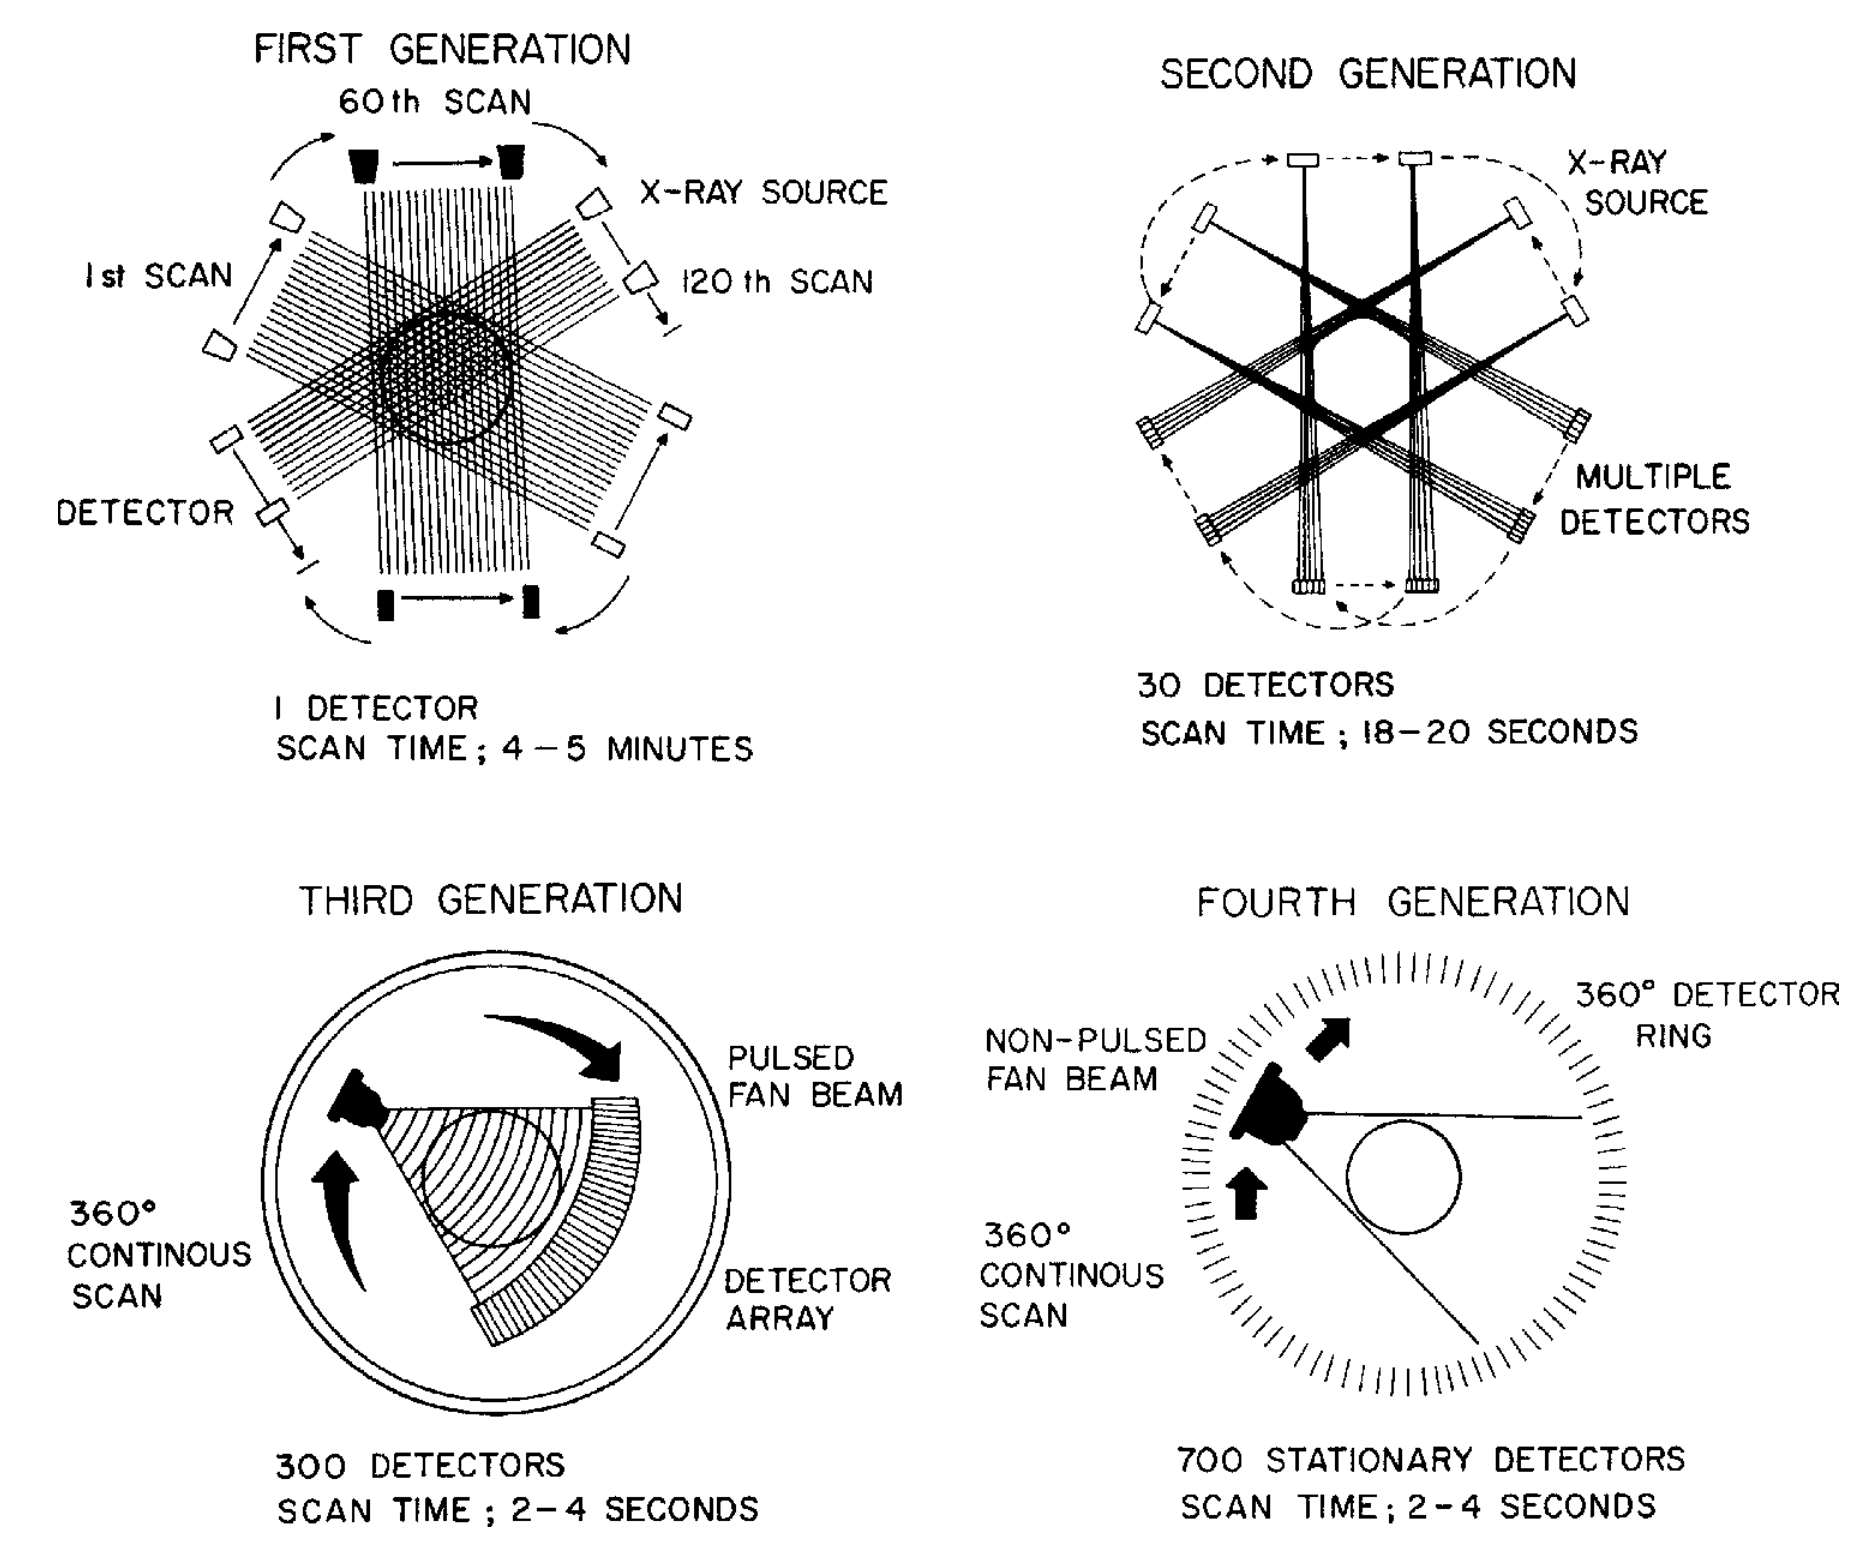 FIRST GENERATION
60th SCAN
X-RAY SOURCE
1st SCAN
120 th SCAN
DETECTOR
1 DETECTOR
SCAN TIME; 4-5 MINUTES
SECOND GENERATION
X-RAY
SOURCE
MULTIPLE
DETECTORS
30 DETECTORS
SCAN TIME; 18-20 SECONDS
THIRD GENERATION
PULSED
FAN BEAM
360°
CONTINOUS
SCAN
DETECTOR
ARRAY
300 DETECTORS
SCAN TIME; 2-4 SECONDS
FOURTH GENERATION
360° DETECTOR
RING
NON-PULSED
FAN BEAM
360°
CONTINOUS
SCAN
700 STATIONARY DETECTORS
SCAN TIME; 2-4 SECONDS